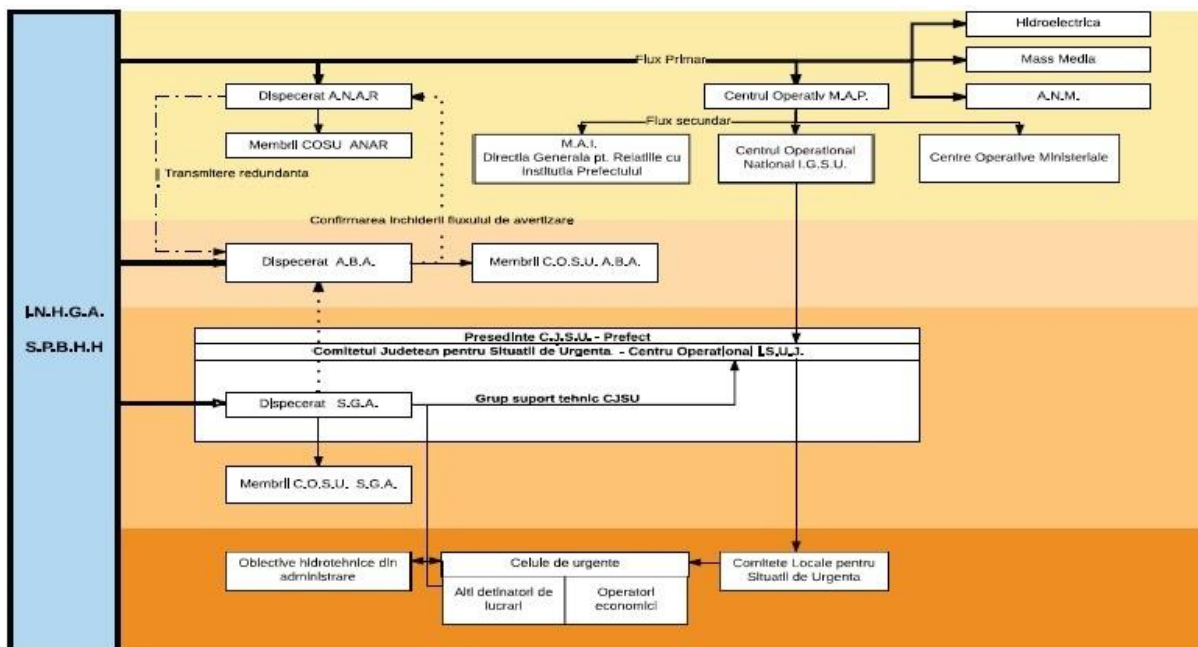 Hidroelectrica
Flux Primar
Mass Media
Dispecerat A.N.A.R
Centrul Operativ M.A.P.
A.N.M.
Flux secundar
Membrii COSU ANAR
M.A.I.
Directia Generala pt. Relatiile cu
Institutia Prefectului
Centrul Operational
National I.G.S.U.
Centre Operative Ministeriale
Transmitere redundanta
Confirmarea inchiderii fluxului de avertizare
Dispecerat A.B.A.
Membrii C.O.S.U. A.B.A.
I.N.H.G.A.
S.P.B.H.H
Presedinte C.J.S.U. - Prefect
Comitetul Judetean pentru Situatii de Urgenta - Centru Operational I.S.U.J.
Dispecerat S.G.A.
Grup suport tehnic CJSU
Membrii C.O.S.U. S.G.A.
Obiective hidrotehnice din
administrare
Celule de urgente
Comitete Locale pentru
Situatii de Urgenta
Alti detinatori de
lucrari
Operatori
economici